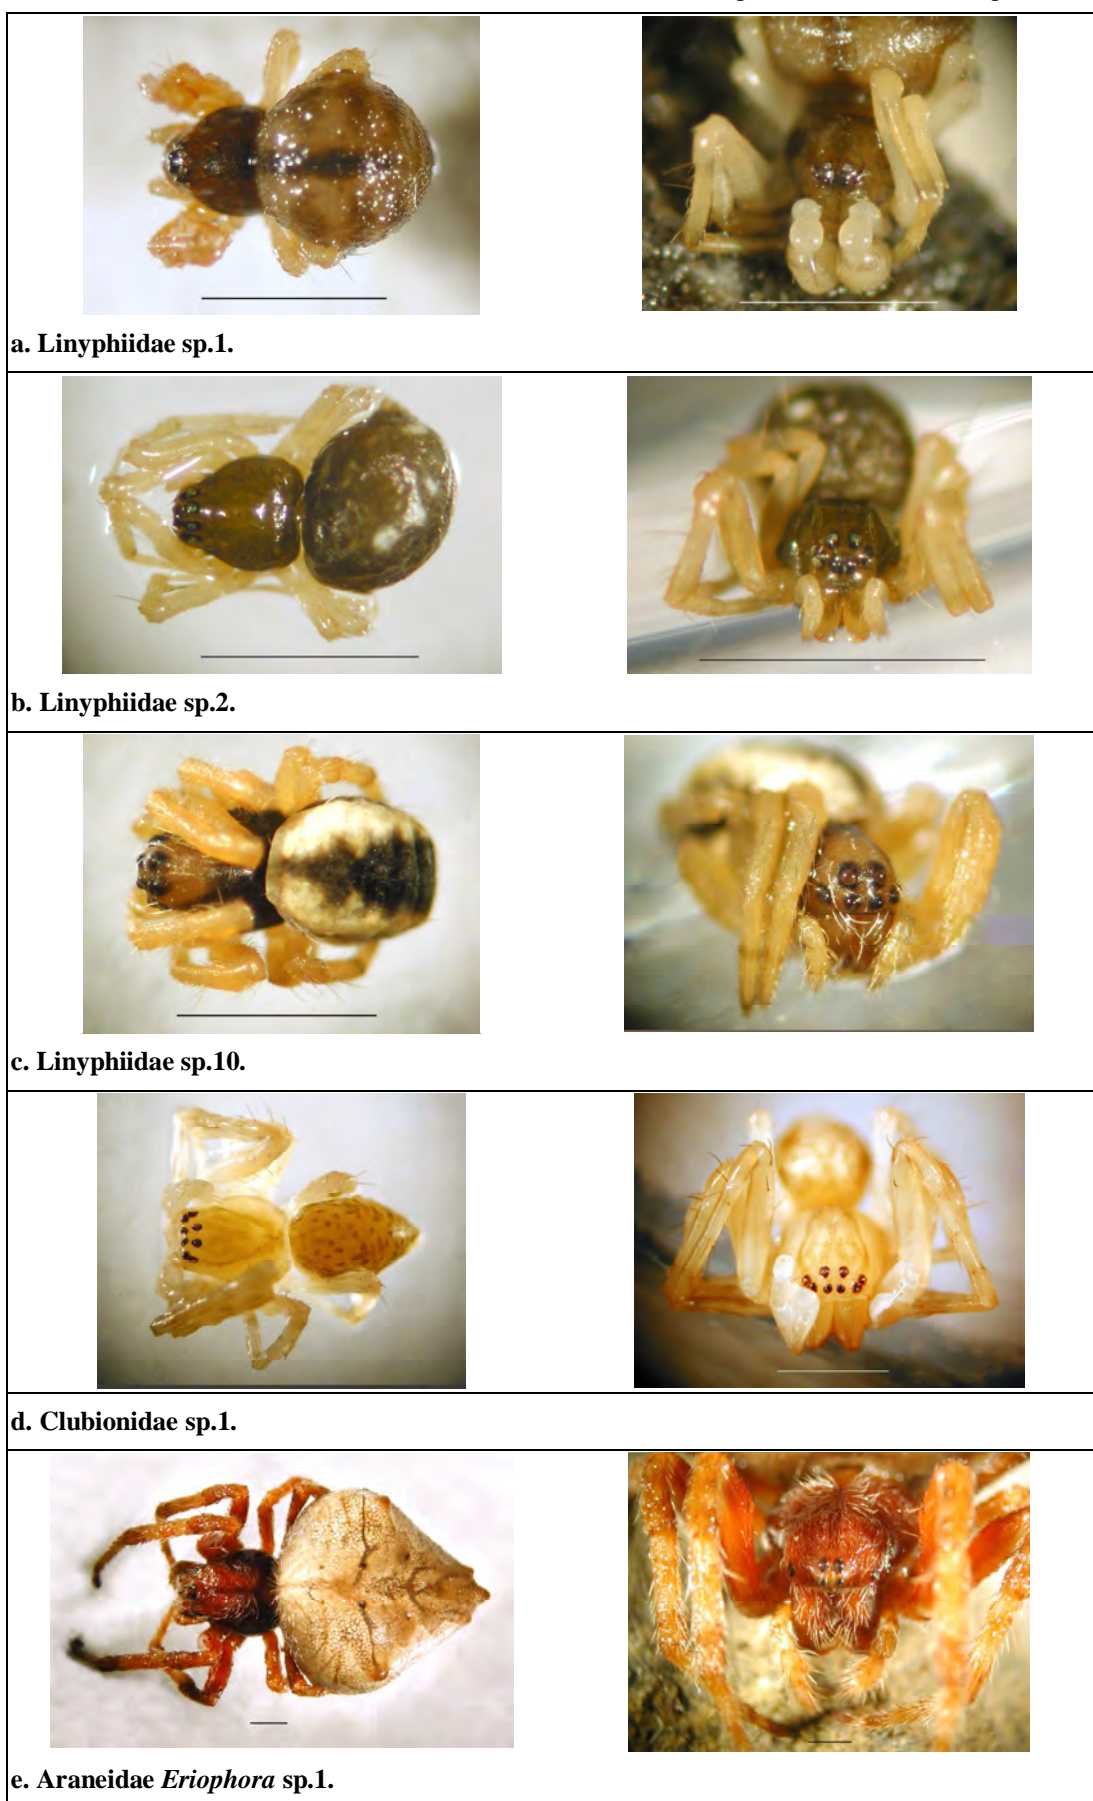 a. Linyphiidae sp.1.
b. Linyphiidae sp.2.
c. Linyphiidae sp.10.
d. Clubionidae sp.1.
e. Araneidae Eriophora sp.1.